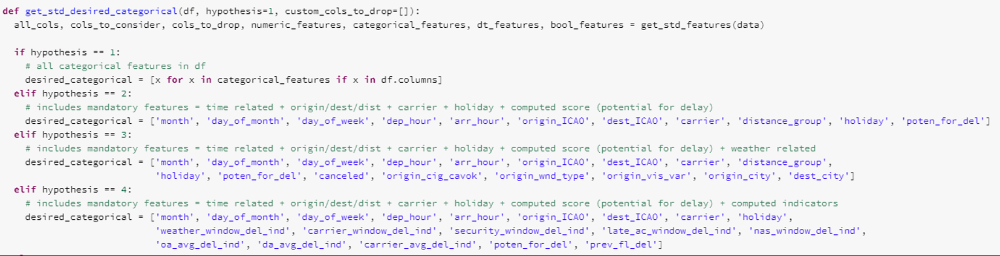 def get_std_desired_categorical(df, hypothesis=1, custom_cols_to_drop=[]):
  all_cols, cols_to_consider, cols_to_drop, numeric_features, categorical_features, dt_features, bool_features = get_std_features(data)

  if hypothesis == 1:
    # all categorical features in df
    desired_categorical = [x for x in categorical_features if x in df.columns]
  elif hypothesis == 2:
    # includes mandatory features = time related + origin/dest/dist + carrier + holiday + computed score (potential for delay)
    desired_categorical = ['month', 'day_of_month', 'day_of_week', 'dep_hour', 'arr_hour', 'origin_ICAO', 'dest_ICAO', 'carrier', 'distance_group', 'holiday', 'poten_for_del']
  elif hypothesis == 3:
    # includes mandatory features = time related + origin/dest/dist + carrier + holiday + computed score (potential for delay) + weather related
    desired_categorical = ['month', 'day_of_month', 'day_of_week', 'dep_hour', 'arr_hour', 'origin_ICAO', 'dest_ICAO', 'carrier', 'distance_group',
                           'holiday', 'poten_for_del', 'canceled', 'origin_cig_cavok', 'origin_wnd_type', 'origin_vis_var', 'origin_city', 'dest_city']
  elif hypothesis == 4:
    # includes mandatory features = time related + origin/dest/dist + carrier + holiday + computed score (potential for delay) + computed indicators
    desired_categorical = ['month', 'day_of_month', 'day_of_week', 'dep_hour', 'arr_hour', 'origin_ICAO', 'dest_ICAO', 'carrier', 'holiday',
                           'weather_window_del_ind', 'carrier_window_del_ind', 'security_window_del_ind', 'late_ac_window_del_ind', 'nas_window_del_ind',
                           'oa_avg_del_ind', 'da_avg_del_ind', 'carrier_avg_del_ind', 'poten_for_del', 'prev_fl_del']